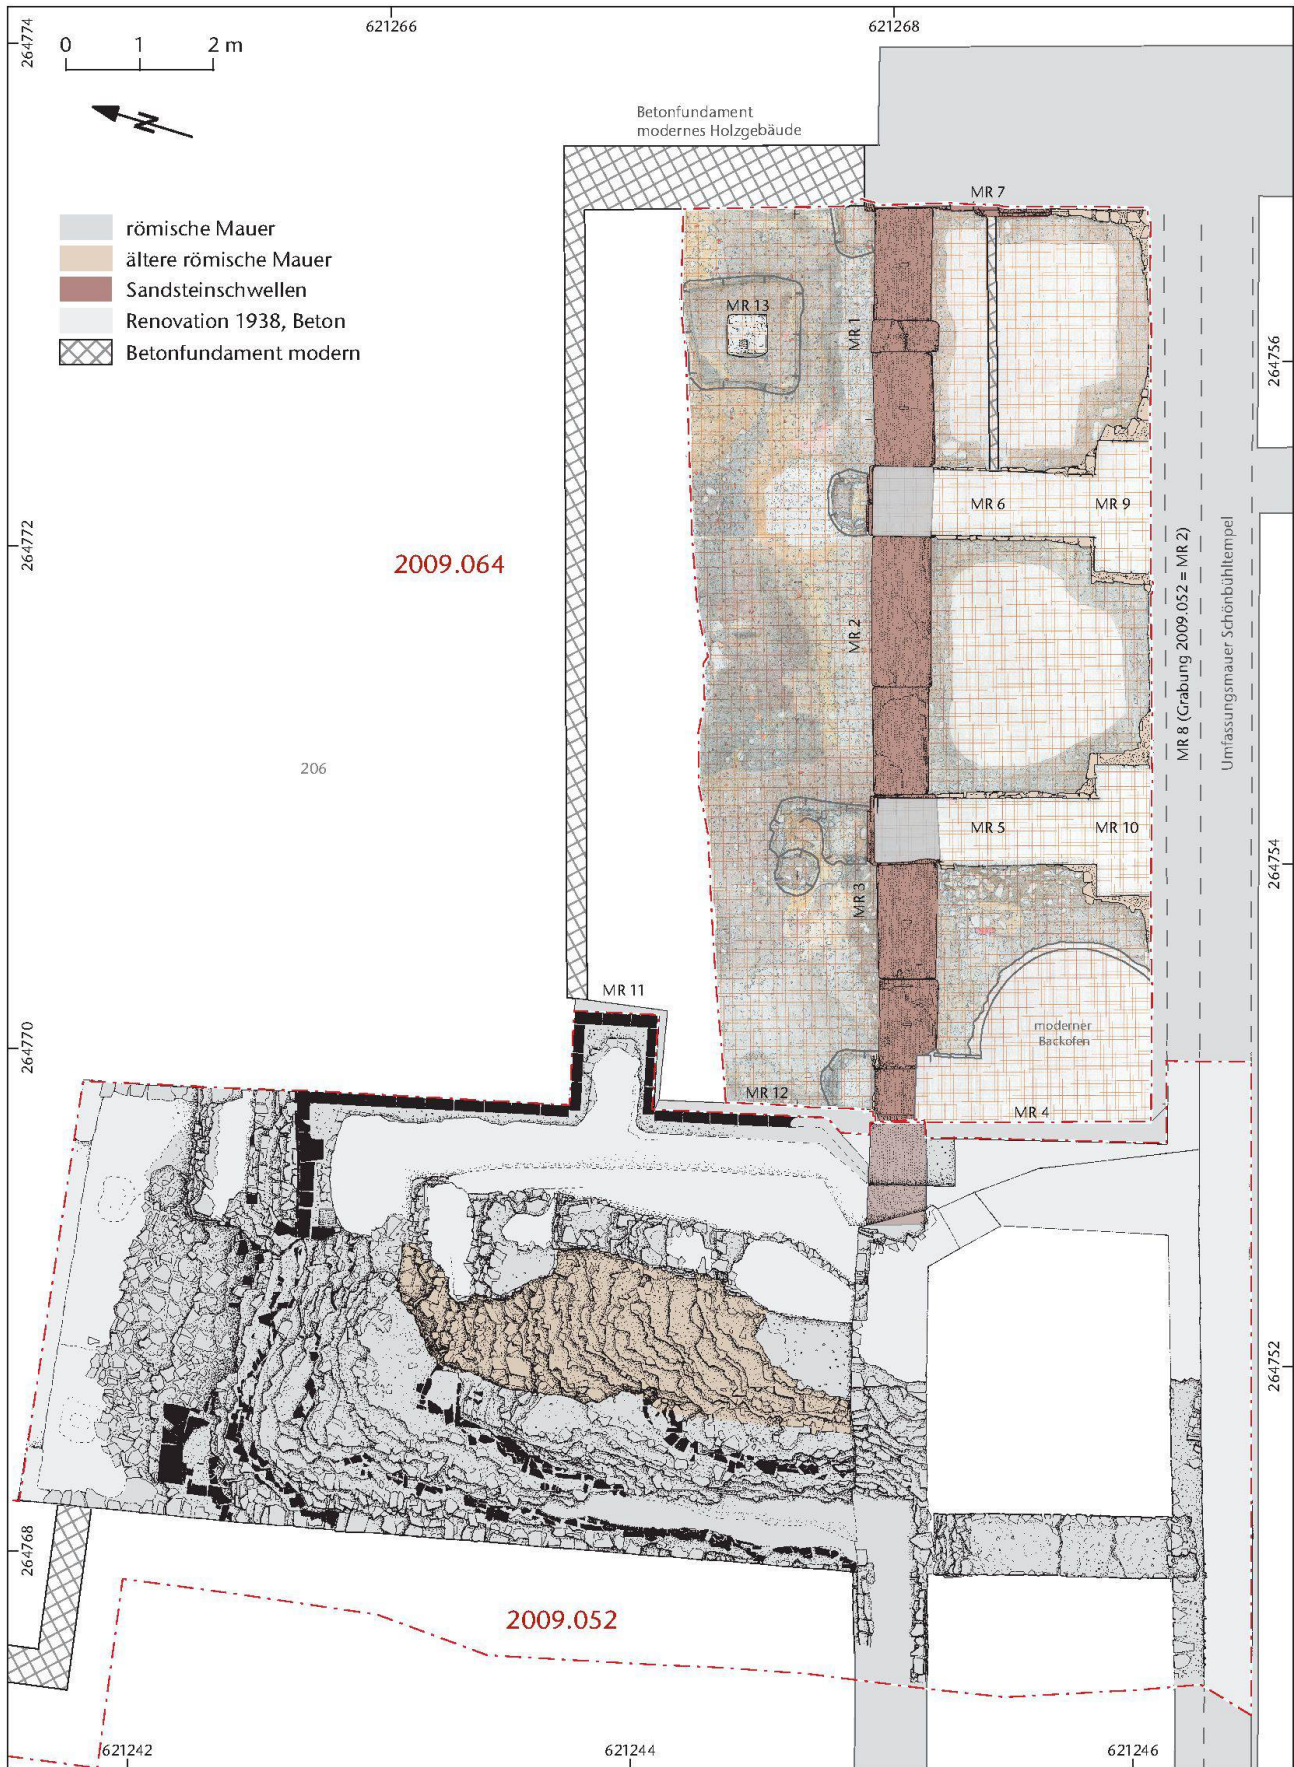 621266
621268
264774
0 1 2 m
N
Betonfundament
modernes Holzgebäude
MR 7
römische Mauer
ältere römische Mauer
Sandsteinschwellen
Renovation 1938, Beton
Betonfundament modern
MR 13
MR 1
264756
MR 6
MR 9
264772
2009.064
MR 2
MR 8 (Grabung 2009.052 = MR 2)
Umfassungsmauer Schönbühltempel
206
MR 5
MR 10
264754
MR 3
MR 11
moderner
Backofen
264770
MR 12
MR 4
264752
264768
2009.052
621242
621244
621246